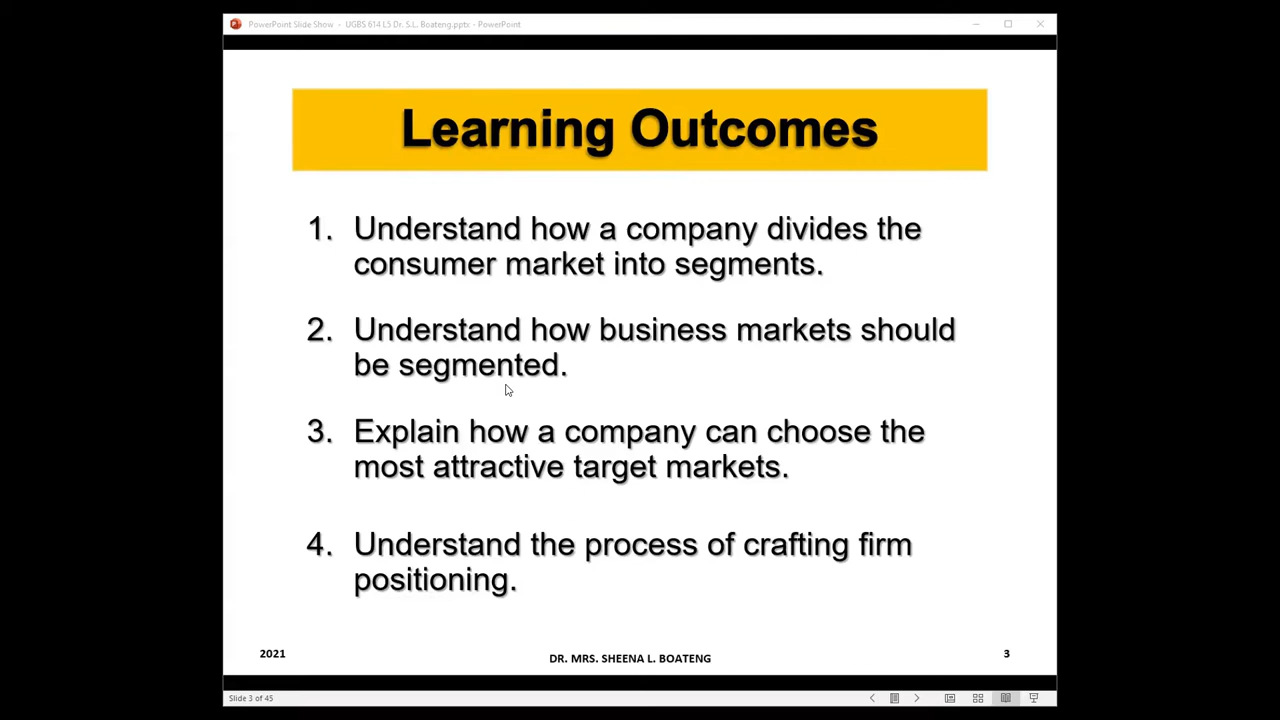 PowerPoint Slide Show - UGBS 614 L5 Dr. S.L. Boateng.pptx - PowerPoint
Learning Outcomes
1. Understand how a company divides the
consumer market into segments.
2. Understand how business markets should
be segmented.
3. Explain how a company can choose the
most attractive target markets.
4. Understand the process of crafting firm
positioning.
2021
DR. MRS. SHEENA L. BOATENG
3
Slide 3 of 45